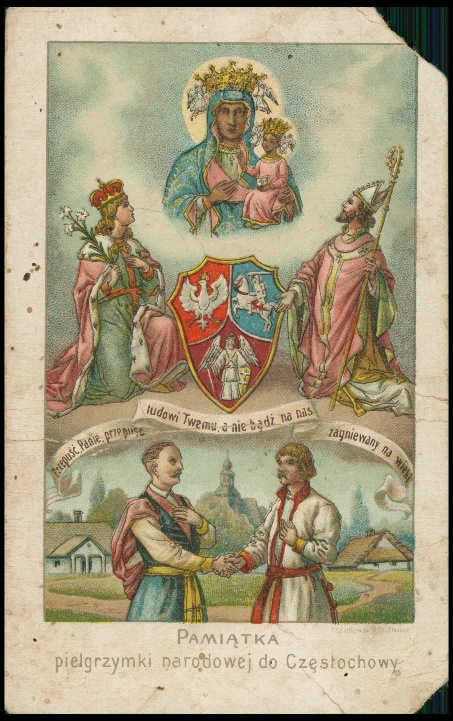 Przepuść, Panie, przepuść
ludowi Twemu, a nie bądź na nas
zagniewany na wieki
PAMIĄTKA
pielgrzymki narodowej do Częstochowy